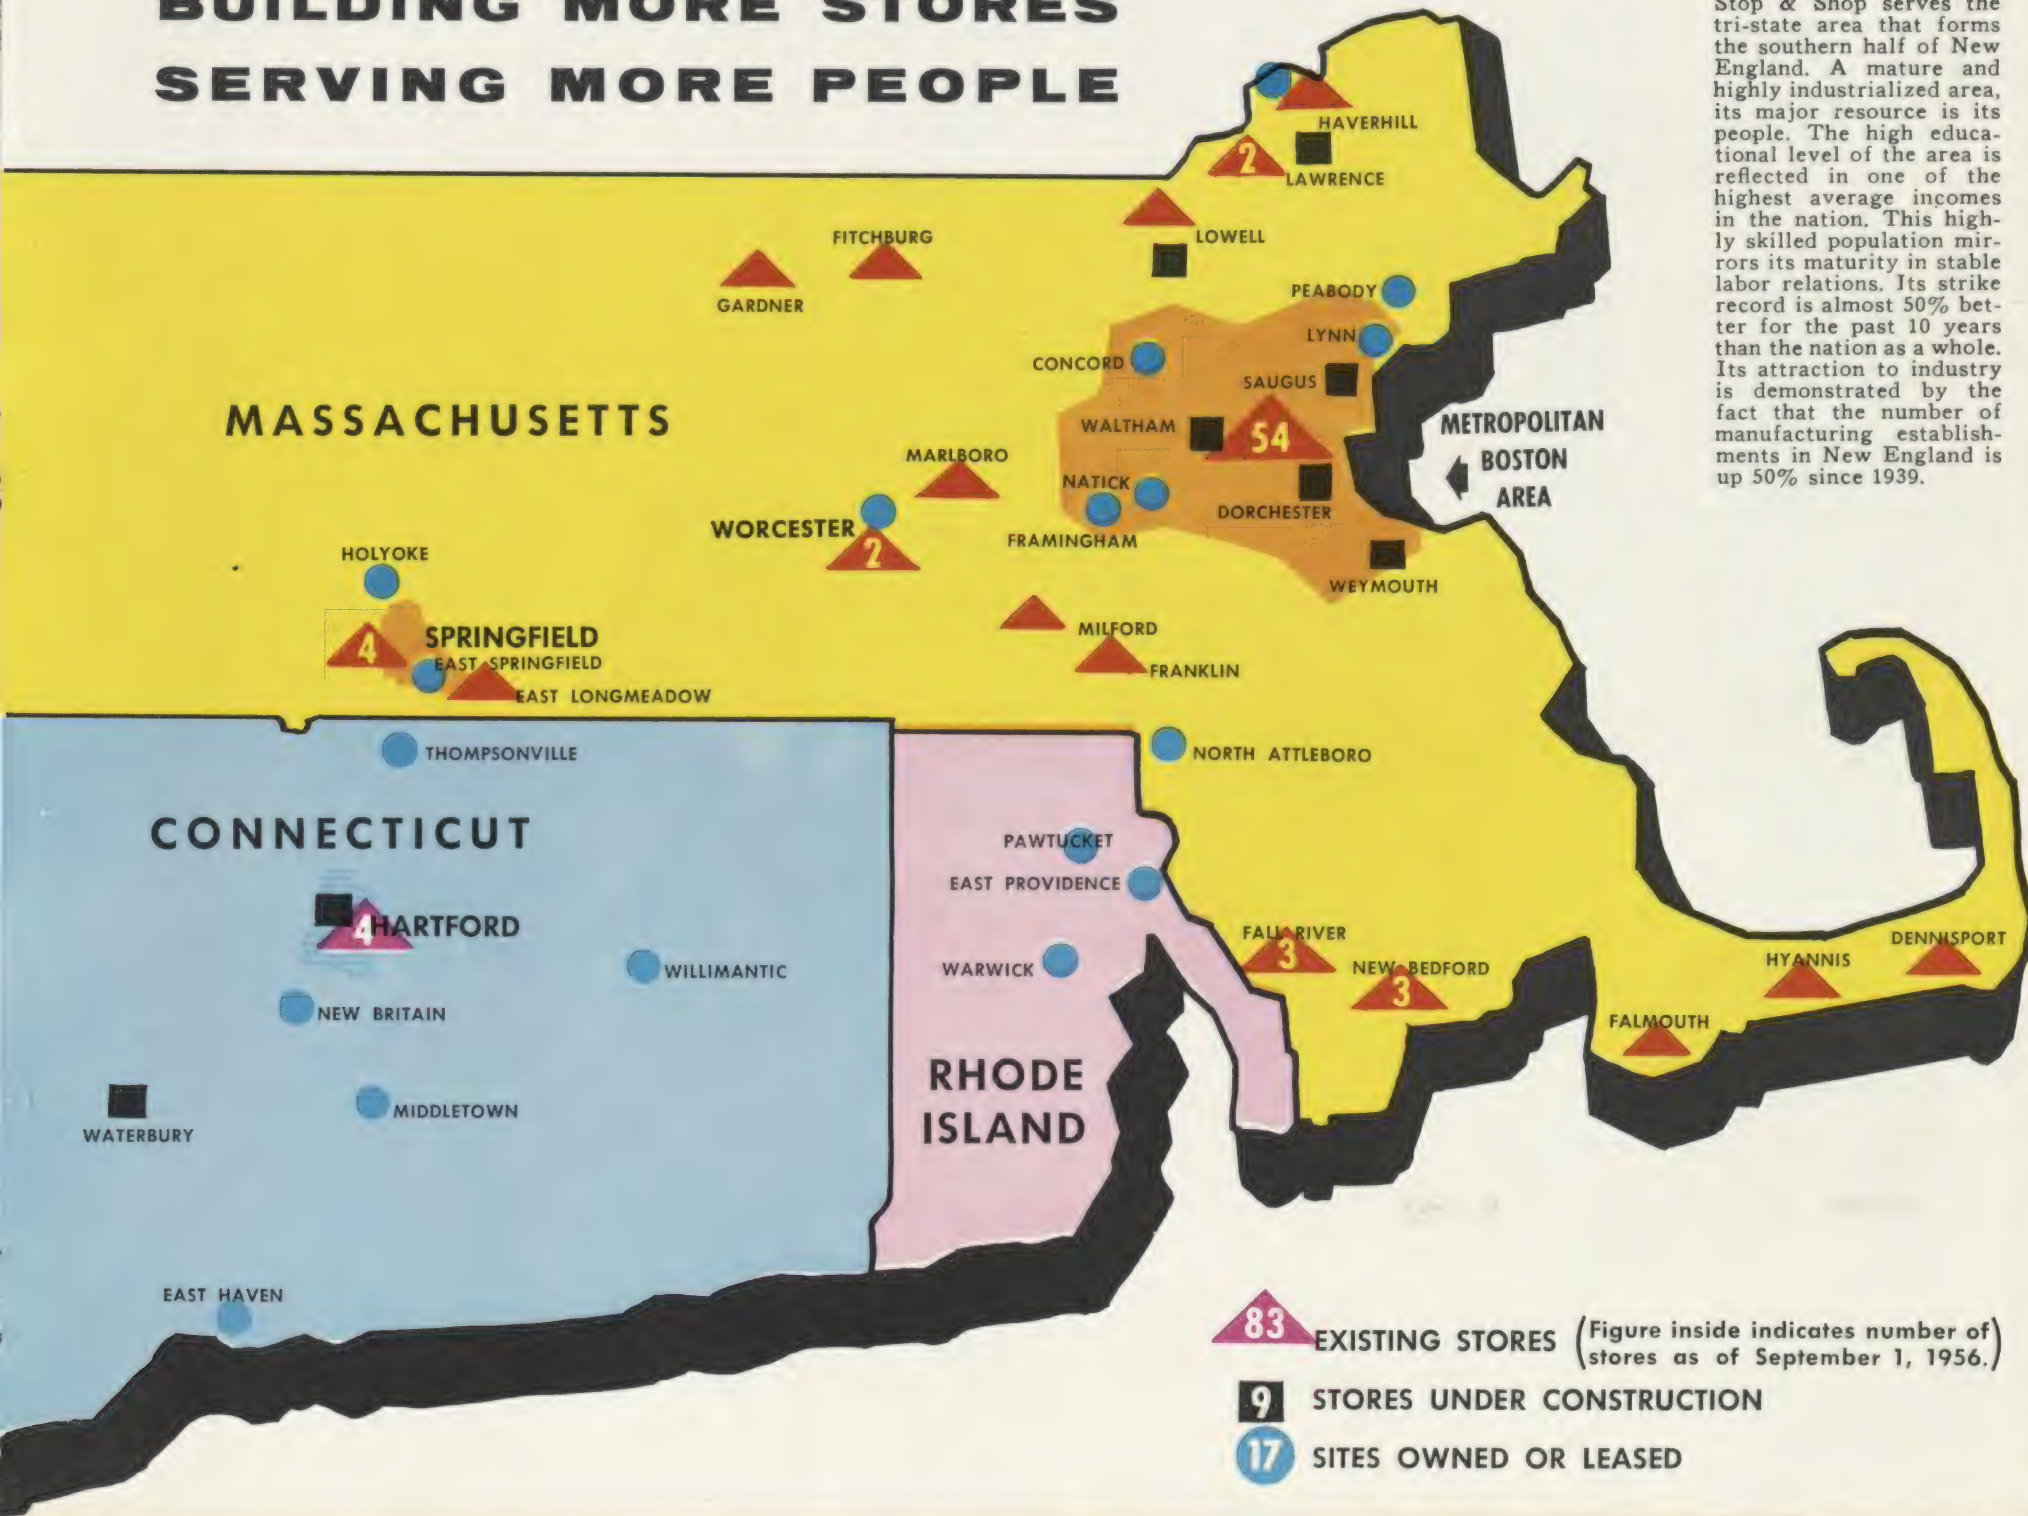 BUILDING MORE STORES
SERVING MORE PEOPLE
Stop & Shop serves the
tri-state area that forms
the southern half of New
England. A mature and
highly industrialized area,
its major resource is its
people. The high educa-
tional level of the area is
reflected in one of the
highest average incomes
in the nation. This high-
ly skilled population mir-
rors its maturity in stable
labor relations. Its strike
record is almost 50% bet-
ter for the past 10 years
than the nation as a whole.
Its attraction to industry
is demonstrated by the
fact that the number of
manufacturing establish-
ments in New England is
up 50% since 1939.
HAVERHILL
2
LAWRENCE
LOWELL
FITCHBURG
GARDNER
PEABODY
LYNN
CONCORD
SAUGUS
MASSACHUSETTS
WALTHAM
54
METROPOLITAN
BOSTON
AREA
MARLBORO
NATICK
DORCHESTER
WORCESTER
2
FRAMINGHAM
HOLYOKE
WEYMOUTH
4
SPRINGFIELD
EAST SPRINGFIELD
EAST LONGMEADOW
MILFORD
FRANKLIN
THOMPSONVILLE
NORTH ATTLEBORO
CONNECTICUT
PAWTUCKET
EAST PROVIDENCE
4
HARTFORD
WILLIMANTIC
WARWICK
FALL RIVER
3
NEW BEDFORD
3
HYANNIS
DENNISPORT
FALMOUTH
NEW BRITAIN
MIDDLETOWN
WATERBURY
RHODE
ISLAND
EAST HAVEN
83 EXISTING STORES (Figure inside indicates number of
stores as of September 1, 1956.)
9 STORES UNDER CONSTRUCTION
17 SITES OWNED OR LEASED